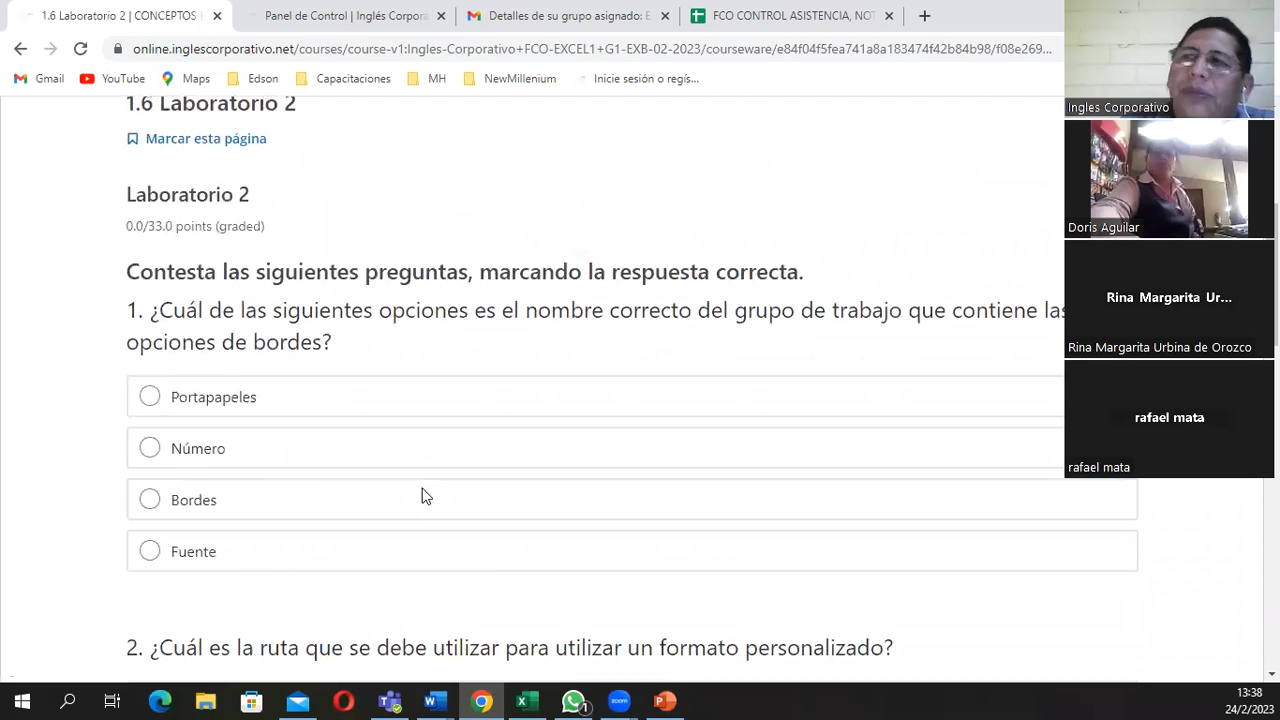 1.6 Laboratorio 2 | CONCEPTOS
Panel de Control | Inglés Corpora
Detalles de su grupo asignado: E
FCO CONTROL ASISTENCIA, NOT
online.inglescorporativo.net/courses/course-v1:Ingles-Corporativo+FCO-EXCEL1+G1-EXB-02-2023/courseware/e84f04f5fea741a8a183474f42b84b98/f08e269...
Gmail
YouTube
Maps
Edson
Capacitaciones
MH
NewMillenium
Inicie sesión o regís...
1.6 Laboratorio 2
Marcar esta página
Laboratorio 2
0.0/33.0 points (graded)
Contesta las siguientes preguntas, marcando la respuesta correcta.
1. ¿Cuál de las siguientes opciones es el nombre correcto del grupo de trabajo que contiene las
opciones de bordes?
Portapapeles
Número
Bordes
Fuente
2. ¿Cuál es la ruta que se debe utilizar para utilizar un formato personalizado?
Ingles Corporativo
Doris Aguilar
Rina Margarita Ur...
Rina Margarita Urbina de Orozco
rafael mata
rafael mata
zoom
1
13:38
24/2/2023